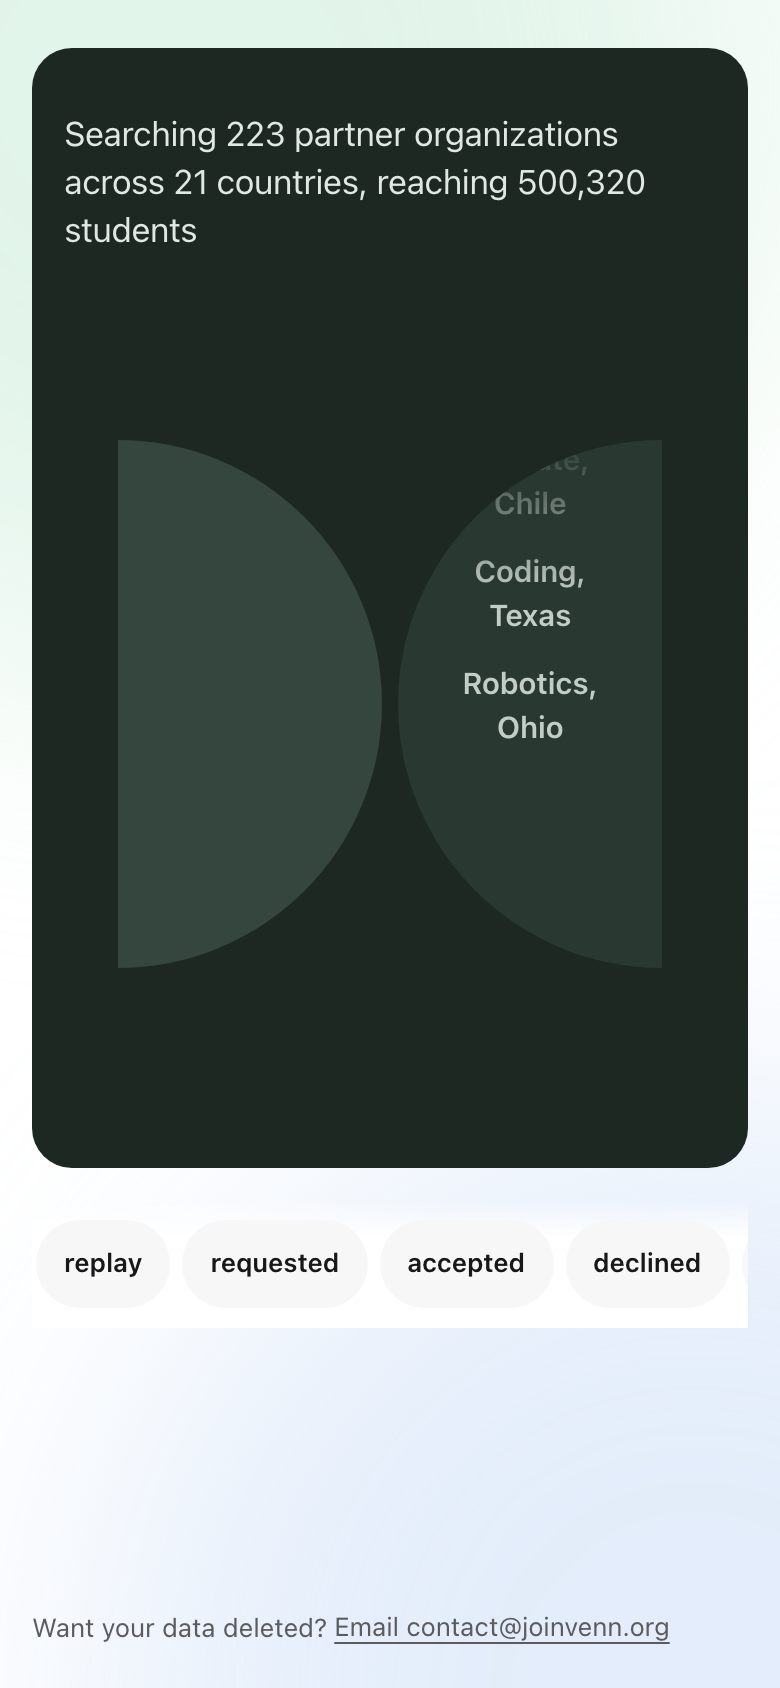 Searching 223 partner organizations
across 21 countries, reaching 500,320
students
Chile
Coding,
Texas
Robotics,
Ohio
replay
requested
accepted
declined
Want your data deleted? Email contact@joinvenn.org